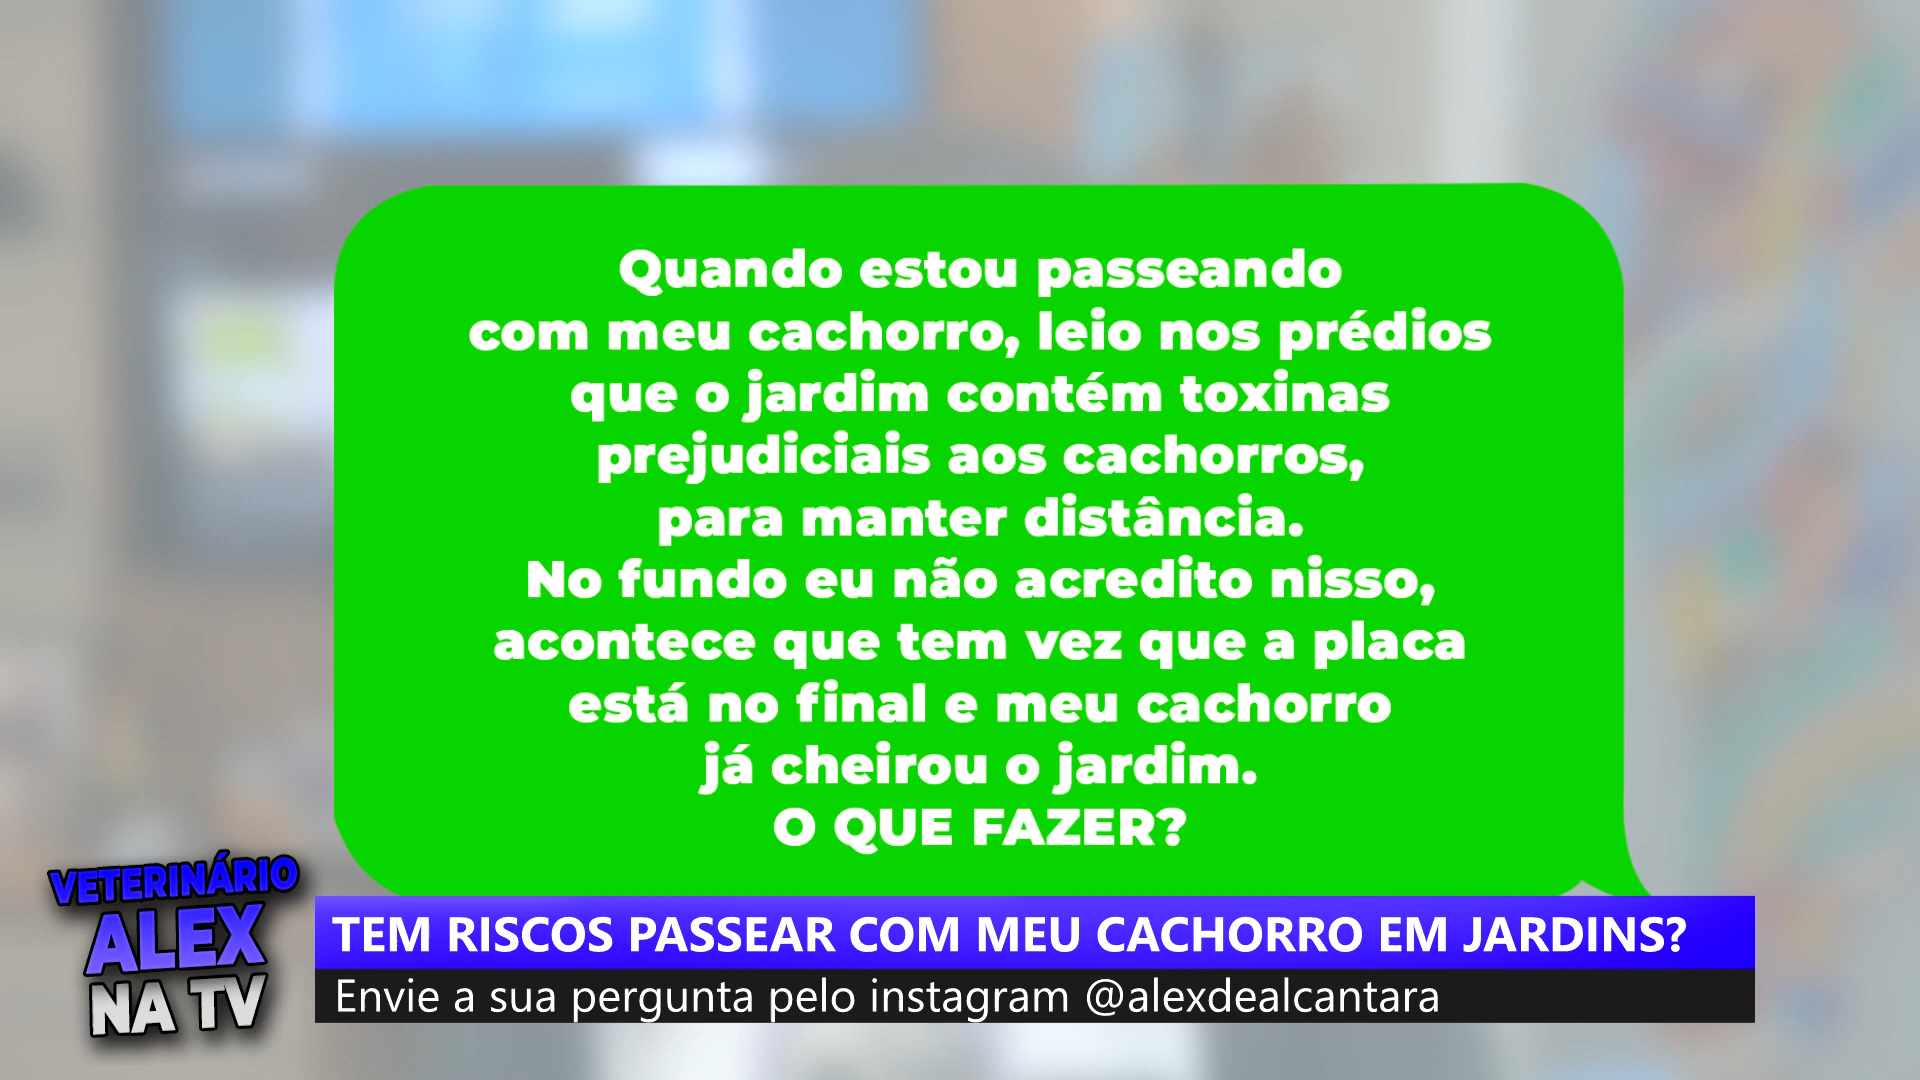 Quando estou passeando
com meu cachorro, leio nos prédios
que o jardim contém toxinas
prejudiciais aos cachorros,
para manter distância.
No fundo eu não acredito nisso,
acontece que tem vez que a placa
está no final e meu cachorro
já cheirou o jardim.
O QUE FAZER?
VETERINÁRIO
ALEX
NA TV
TEM RISCOS PASSEAR COM MEU CACHORRO EM JARDINS?
Envie a sua pergunta pelo instagram @alexdealcantara